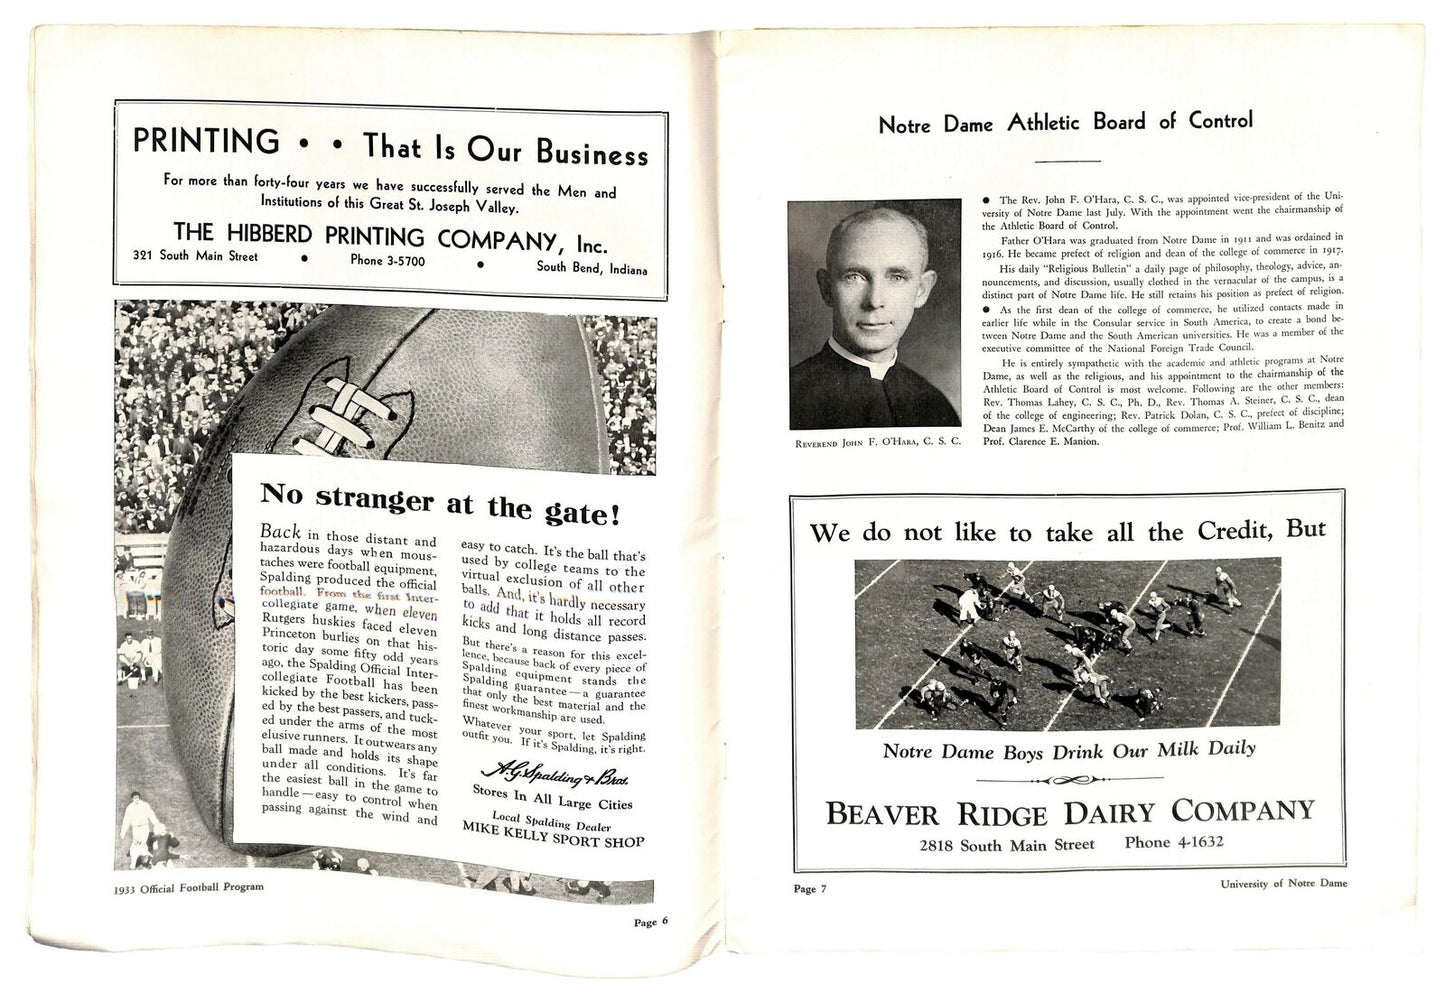 PRINTING • • That Is Our Business
For more than forty-four years we have successfully served the Men and
Institutions of this Great St. Joseph Valley.
THE HIBBERD PRINTING COMPANY, Inc.
321 South Main Street • Phone 3-5700 • South Bend, Indiana
No stranger at the gate!
Back in those distant and
hazardous days when mous-
taches were football equipment,
Spalding produced the official
football. From the first Inter-
collegiate game, when eleven
Rutgers huskies faced eleven
Princeton burlies on that his-
toric day some fifty odd years
ago, the Spalding Official Inter-
collegiate Football has been
kicked by the best kickers, pass-
ed by the best passers, and tuck-
ed under the arms of the most
elusive runners. It outwears any
ball made and holds its shape
under all conditions. It's far
the easiest ball in the game to
handle—easy to control when
passing against the wind and
easy to catch. It's the ball that's
used by college teams to the
virtual exclusion of all other
balls. And, it's hardly necessary
to add that it holds all record
kicks and long distance passes.
But there's a reason for this excel-
lence, because back of every piece of
Spalding equipment stands the
Spalding guarantee—a guarantee
that only the best material and the
finest workmanship are used.
Whatever your sport, let Spalding
outfit you. If it's Spalding, it's right.
A.G. Spalding & Bros.
Stores In All Large Cities
Local Spalding Dealer
MIKE KELLY SPORT SHOP
1933 Official Football Program
Page 6
Notre Dame Athletic Board of Control
• The Rev. John F. O'Hara, C. S. C., was appointed vice-president of the Uni-
versity of Notre Dame last July. With the appointment went the chairmanship of
the Athletic Board of Control.
Father O'Hara was graduated from Notre Dame in 1911 and was ordained in
1916. He became prefect of religion and dean of the college of commerce in 1917.
His daily "Religious Bulletin" a daily page of philosophy, theology, advice, an-
nouncements, and discussion, usually clothed in the vernacular of the campus, is a
distinct part of Notre Dame life. He still retains his position as prefect of religion.
• As the first dean of the college of commerce, he utilized contacts made in
earlier life while in the Consular service in South America, to create a bond be-
tween Notre Dame and the South American universities. He was a member of the
executive committee of the National Foreign Trade Council.
He is entirely sympathetic with the academic and athletic programs at Notre
Dame, as well as the religious, and his appointment to the chairmanship of the
Athletic Board of Control is most welcome. Following are the other members:
Rev. Thomas Lahey, C. S. C., Ph. D., Rev. Thomas A. Steiner, C. S. C., dean
of the college of engineering; Rev. Patrick Dolan, C. S. C., prefect of discipline;
Dean James E. McCarthy of the college of commerce; Prof. William L. Benitz and
Prof. Clarence E. Manion.
REVEREND JOHN F. O'HARA, C. S. C.
We do not like to take all the Credit, But
Notre Dame Boys Drink Our Milk Daily
BEAVER RIDGE DAIRY COMPANY
2818 South Main Street Phone 4-1632
Page 7
University of Notre Dame